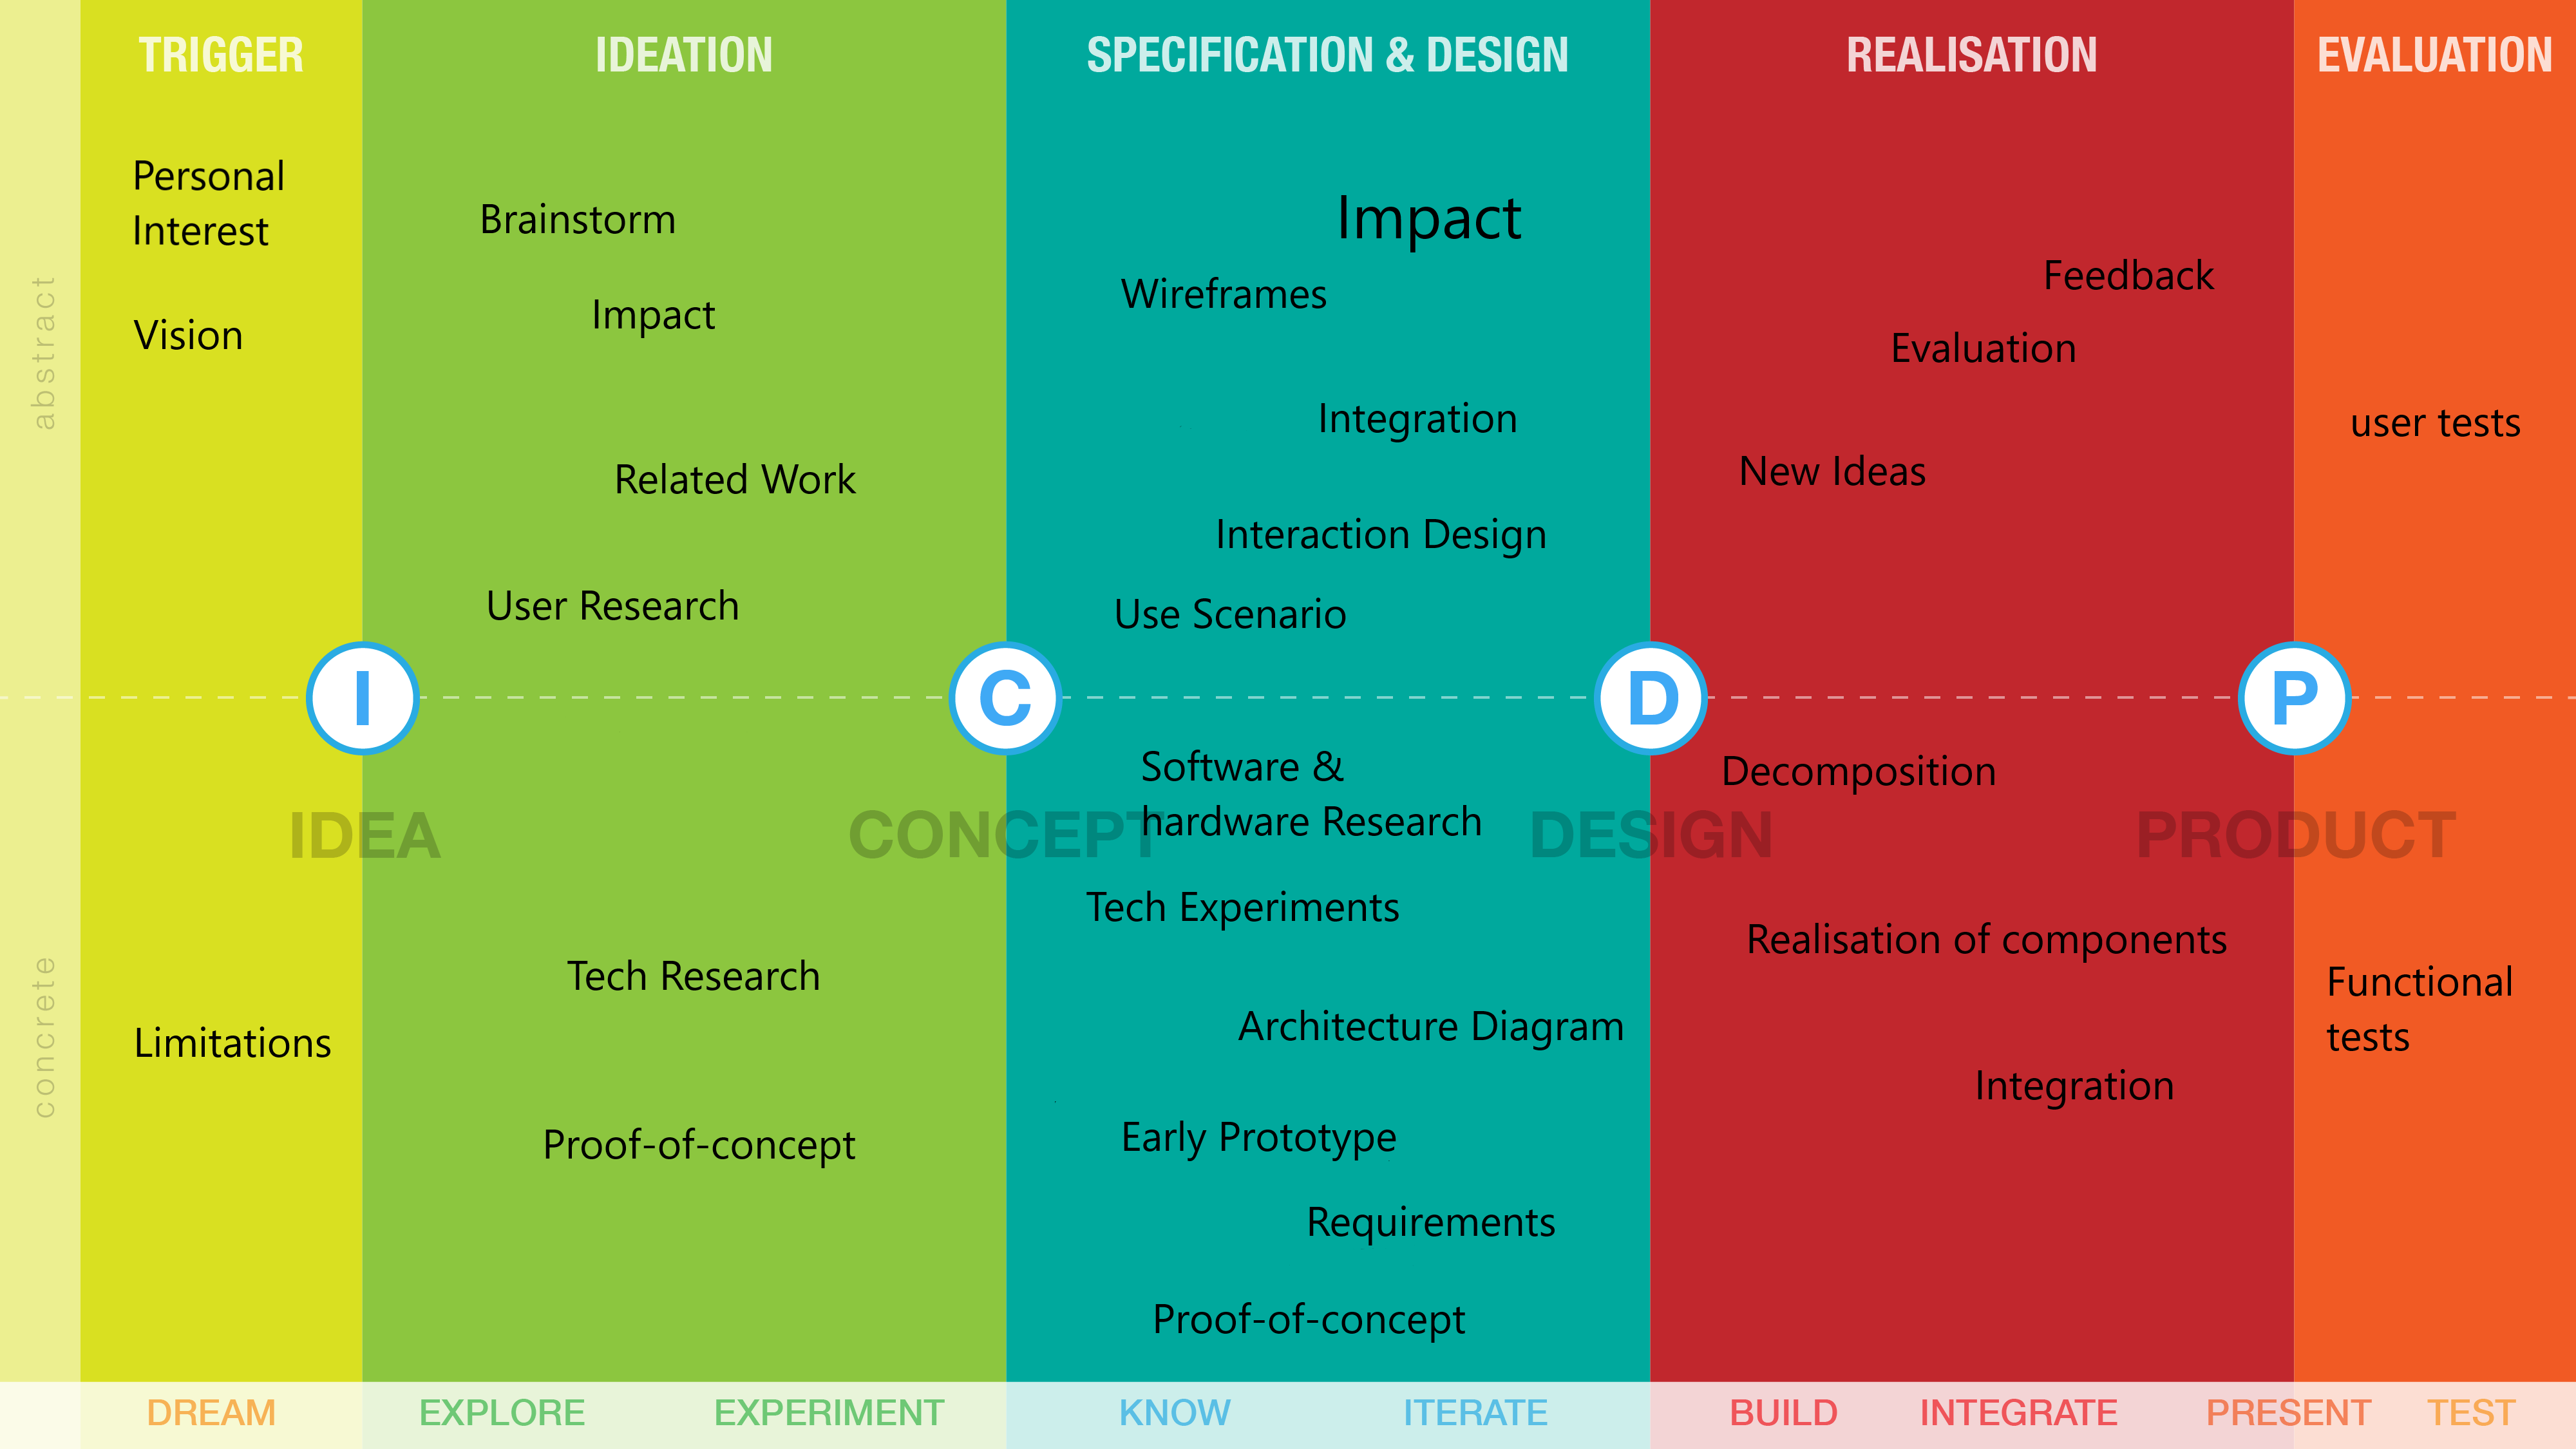 TRIGGER
IDEATION
SPECIFICATION & DESIGN
REALISATION
EVALUATION
abstract
concrete
Personal
Interest
Vision
Limitations
Brainstorm
Impact
Related Work
User Research
Tech Research
Proof-of-concept
Impact
Wireframes
Integration
Interaction Design
Use Scenario
Software &
hardware Research
Tech Experiments
Architecture Diagram
Early Prototype
Requirements
Proof-of-concept
Feedback
Evaluation
New Ideas
Decomposition
Realisation of components
Integration
user tests
Functional
tests
I
C
D
P
IDEA
CONCEPT
DESIGN
PRODUCT
DREAM
EXPLORE
EXPERIMENT
KNOW
ITERATE
BUILD
INTEGRATE
PRESENT
TEST